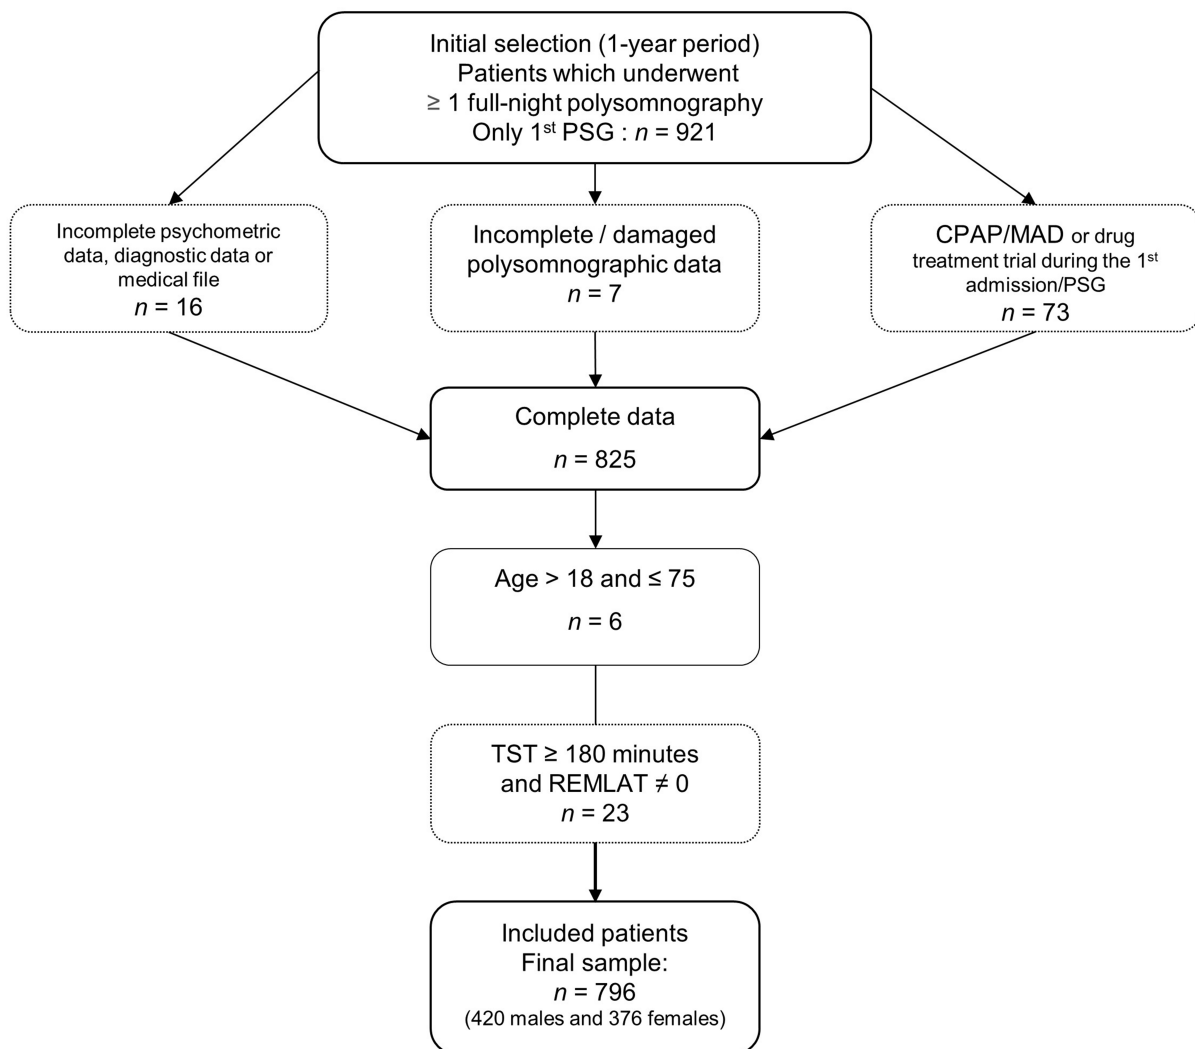 Initial selection (1-year period)
Patients which underwent
≥ 1 full-night polysomnography
Only 1st PSG : n = 921
Incomplete psychometric
data, diagnostic data or
medical file
n = 16
Incomplete / damaged
polysomnographic data
n = 7
CPAP/MAD or drug
treatment trial during the 1st
admission/PSG
n = 73
Complete data
n = 825
Age > 18 and ≤ 75
n = 6
TST ≥ 180 minutes
and REMLAT ≠ 0
n = 23
Included patients
Final sample:
n = 796
(420 males and 376 females)